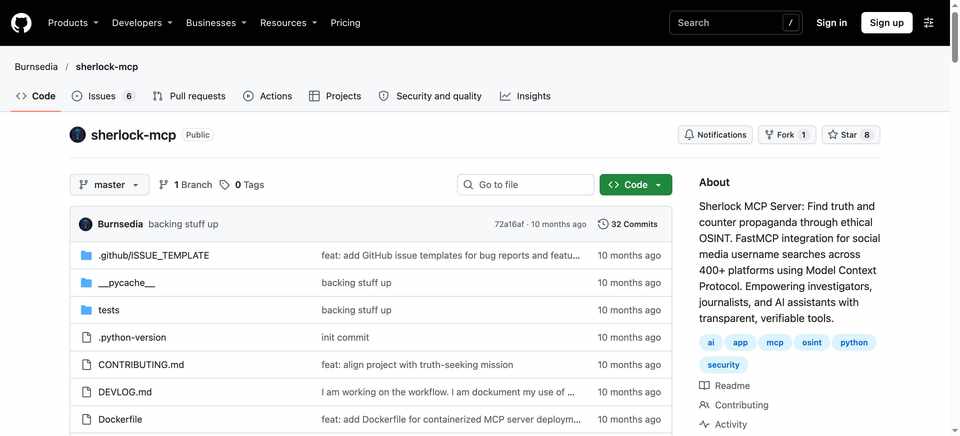 Products Developers Businesses Resources Pricing Search / Sign in Sign up
Burnsedia / sherlock-mcp
Code Issues 6 Pull requests Actions Projects Security and quality Insights
sherlock-mcp Public Notifications Fork 1 Star 8
master 1 Branch 0 Tags Go to file Code
Burnsedia backing stuff up 72a16af · 10 months ago 32 Commits
.github/ISSUE_TEMPLATE feat: add GitHub issue templates for bug reports and featu... 10 months ago
__pycache__ backing stuff up 10 months ago
tests backing stuff up 10 months ago
.python-version init commit 10 months ago
CONTRIBUTING.md feat: align project with truth-seeking mission 10 months ago
DEVLOG.md I am working on the workflow. I am dockument my use of ... 10 months ago
Dockerfile feat: add Dockerfile for containerized MCP server deploym... 10 months ago
About
Sherlock MCP Server: Find truth and
counter propaganda through ethical
OSINT. FastMCP integration for social
media username searches across
400+ platforms using Model Context
Protocol. Empowering investigators,
journalists, and AI assistants with
transparent, verifiable tools.
ai app mcp osint python
security
Readme
Contributing
Activity